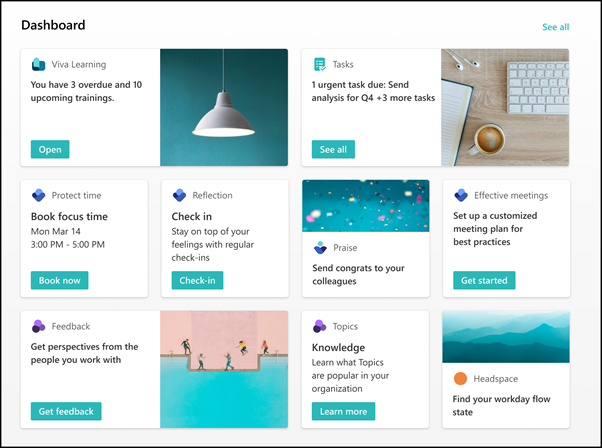 Dashboard
See all
Viva Learning
You have 3 overdue and 10
upcoming trainings.
Open
Tasks
1 urgent task due: Send
analysis for Q4 +3 more tasks
See all
Protect time
Book focus time
Mon Mar 14
3:00 PM - 5:00 PM
Book now
Reflection
Check in
Stay on top of your
feelings with regular
check-ins
Check-in
Praise
Send congrats to your
colleagues
Effective meetings
Set up a customized
meeting plan for
best practices
Get started
Feedback
Get perspectives from the
people you work with
Get feedback
Topics
Knowledge
Learn what Topics
are popular in your
organization
Learn more
Headspace
Find your workday flow
state